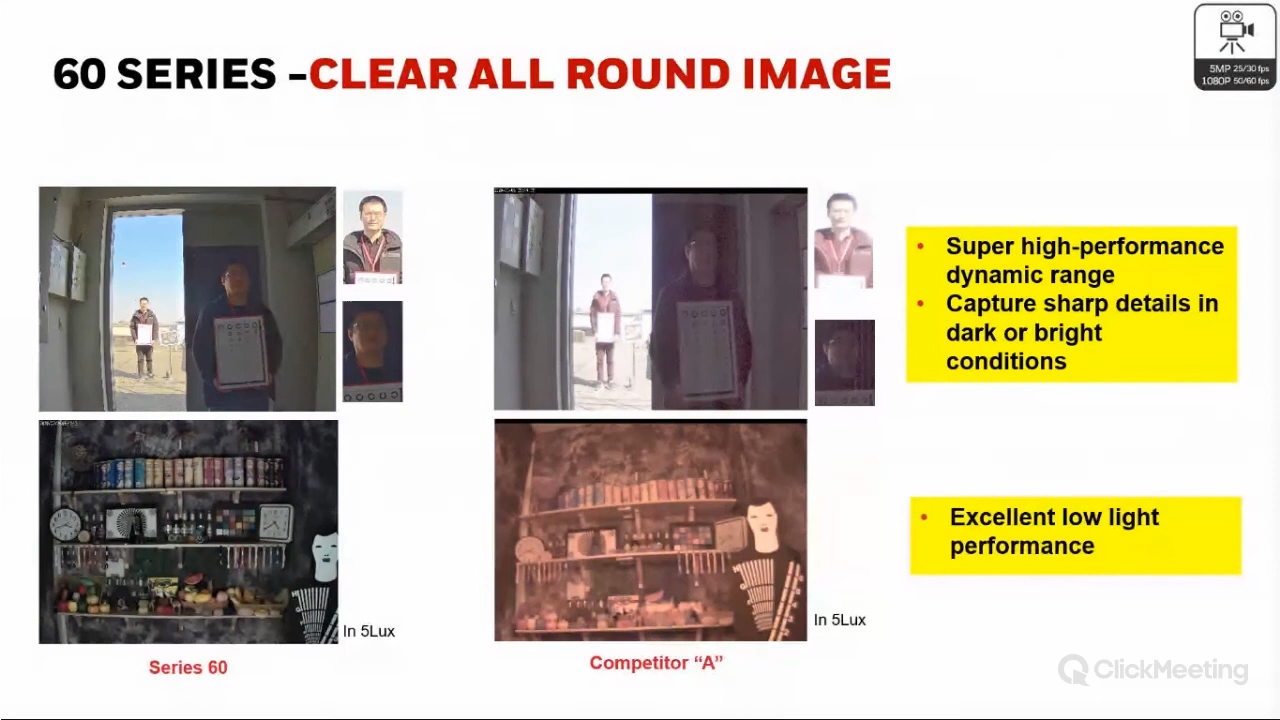 60 SERIES –CLEAR ALL ROUND IMAGE
5MP 25/30 fps
1080P 50/60 fps
• Super high-performance
dynamic range
• Capture sharp details in
dark or bright
conditions
• Excellent low light
performance
In 5Lux
In 5Lux
Series 60
Competitor “A”
ClickMeeting